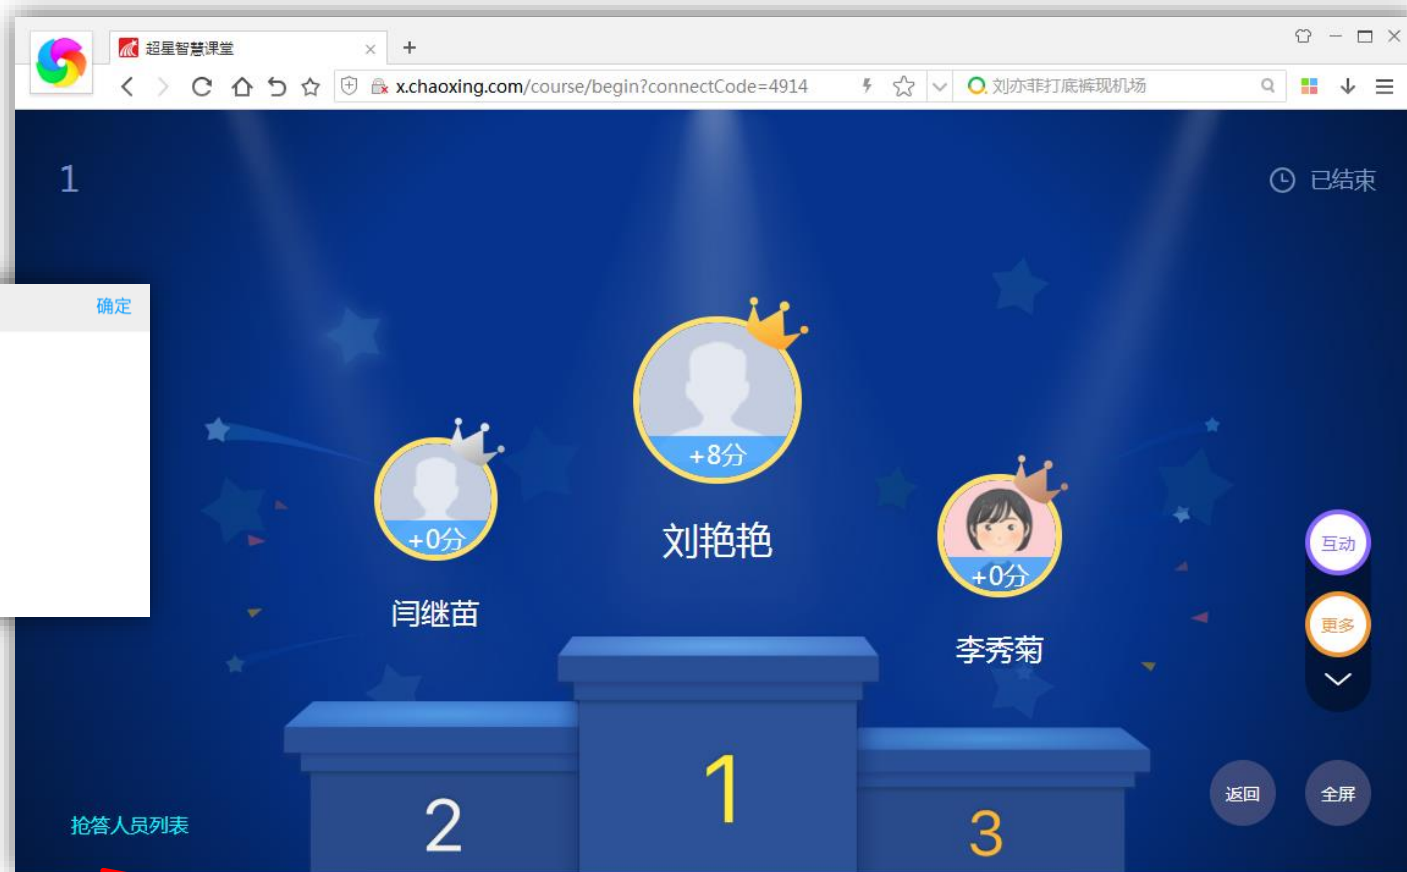 超星智慧课堂
x.chaoxing.com/course/begin?connectCode=4914
刘亦菲打底裤现机场
1
已结束
确定
+8分
刘艳艳
+0分
闫继苗
+0分
李秀菊
互动
更多
1
2
3
返回
全屏
抢答人员列表